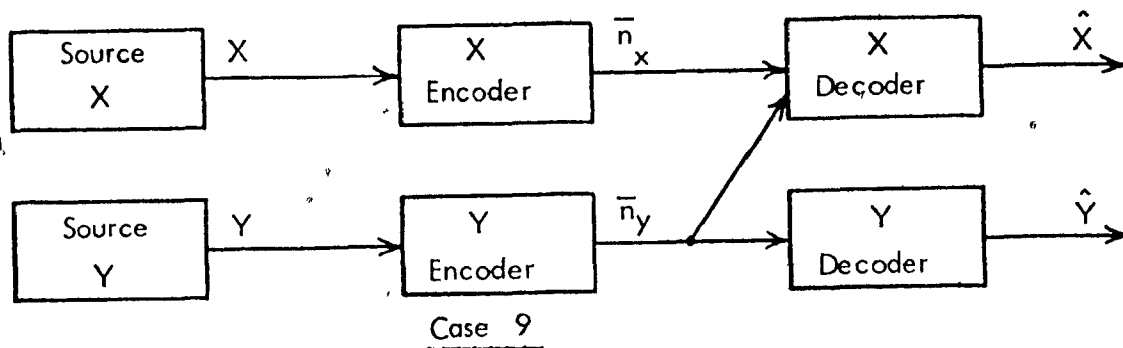 Source
X
X
X
Encoder
n̅x
X
Decoder
X̂
Source
Y
Y
Y
Encoder
n̅y
Y
Decoder
Ŷ
Case 9